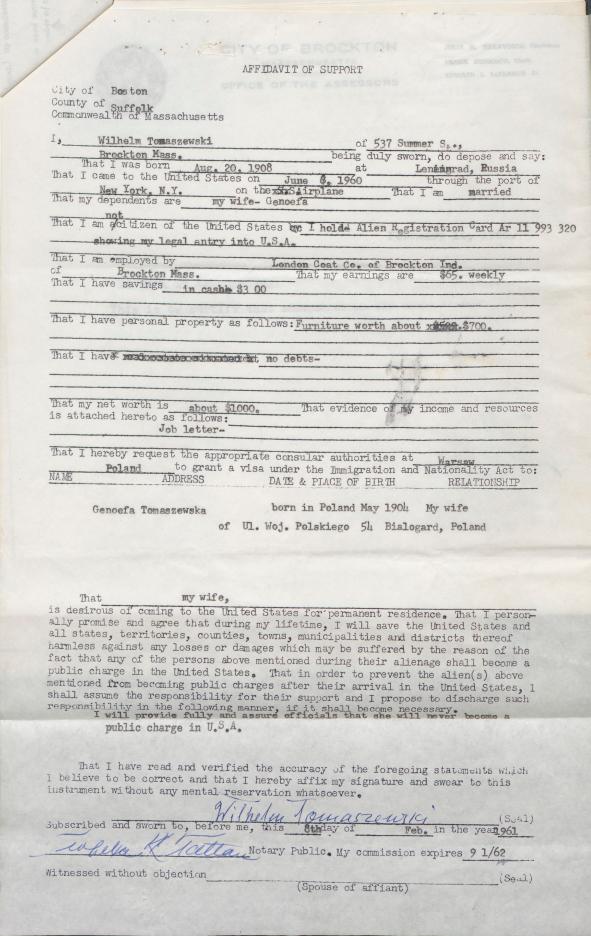 CITY OF BROCKTON
OFFICE OF THE ASSESSORS
AFFIDAVIT OF SUPPORT
City of Boston
County of Suffolk
Commonwealth of Massachusetts
I, Wilhelm Tomaszewski of 537 Summer S.,
Brockton Mass. being duly sworn, do depose and say:
That I was born Aug. 20, 1908 at Leningrad, Russia
That I came to the United States on June 8, 1960 through the port of
New York, N.Y. on the airplane That I am married
That my dependents are my wife- Genoefa
not
That I am citizen of the United States I hold Alien Registration Card Ar 11 993 320
showing my legal antry into U.S.A.
That I am employed by London Coat Co. of Brockton Ind.
of Brockton Mass. That my earnings are $65. weekly
That I have savings in cash $3 00
That I have personal property as follows: Furniture worth about $700.
That I have no debts-
That my net worth is about $1000. That evidence of my income and resources
is attached hereto as follows:
Job letter-
That I hereby request the appropriate consular authorities at Warsaw
Poland to grant a visa under the Immigration and Nationality Act to:
NAME ADDRESS DATE & PLACE OF BIRTH RELATIONSHIP
Genoefa Tomaszewska born in Poland May 1904 My wife
of Ul. Woj. Polskiego 54 Bialogard, Poland
That my wife,
is desirous of coming to the United States for permanent residence. That I person-
ally promise and agree that during my lifetime, I will save the United States and
all states, territories, counties, towns, municipalities and districts thereof
harmless against any losses or damages which may be suffered by the reason of the
fact that any of the persons above mentioned during their alienage shall become a
public charge in the United States. That in order to prevent the alien(s) above
mentioned from becoming public charges after their arrival in the United States, I
shall assume the responsibility for their support and I propose to discharge such
responsibility in the following manner, if it shall become necessary.
I will provide fully and assure officials that she will never become a
public charge in U.S.A.
That I have read and verified the accuracy of the foregoing statements which
I believe to be correct and that I hereby affix my signature and swear to this
instrument without any mental reservation whatsoever.
Wilhelm Tomaszewski (Seal)
Subscribed and sworn to, before me, this 8th day of Feb. in the year 1961
Notary Public. My commission expires 9 1/62
Witnessed without objection (Seal)
(Spouse of affiant)